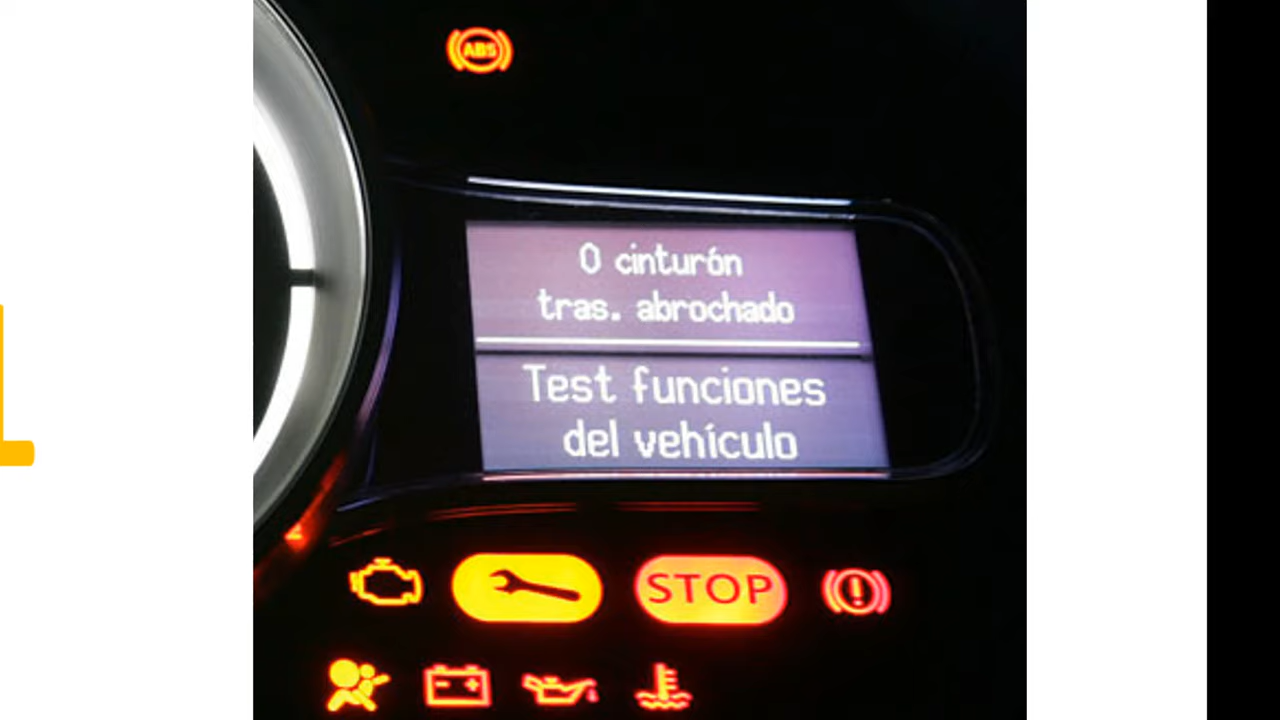 ABS
0 cinturón
tras. abrochado
Test funciones
del vehículo
STOP